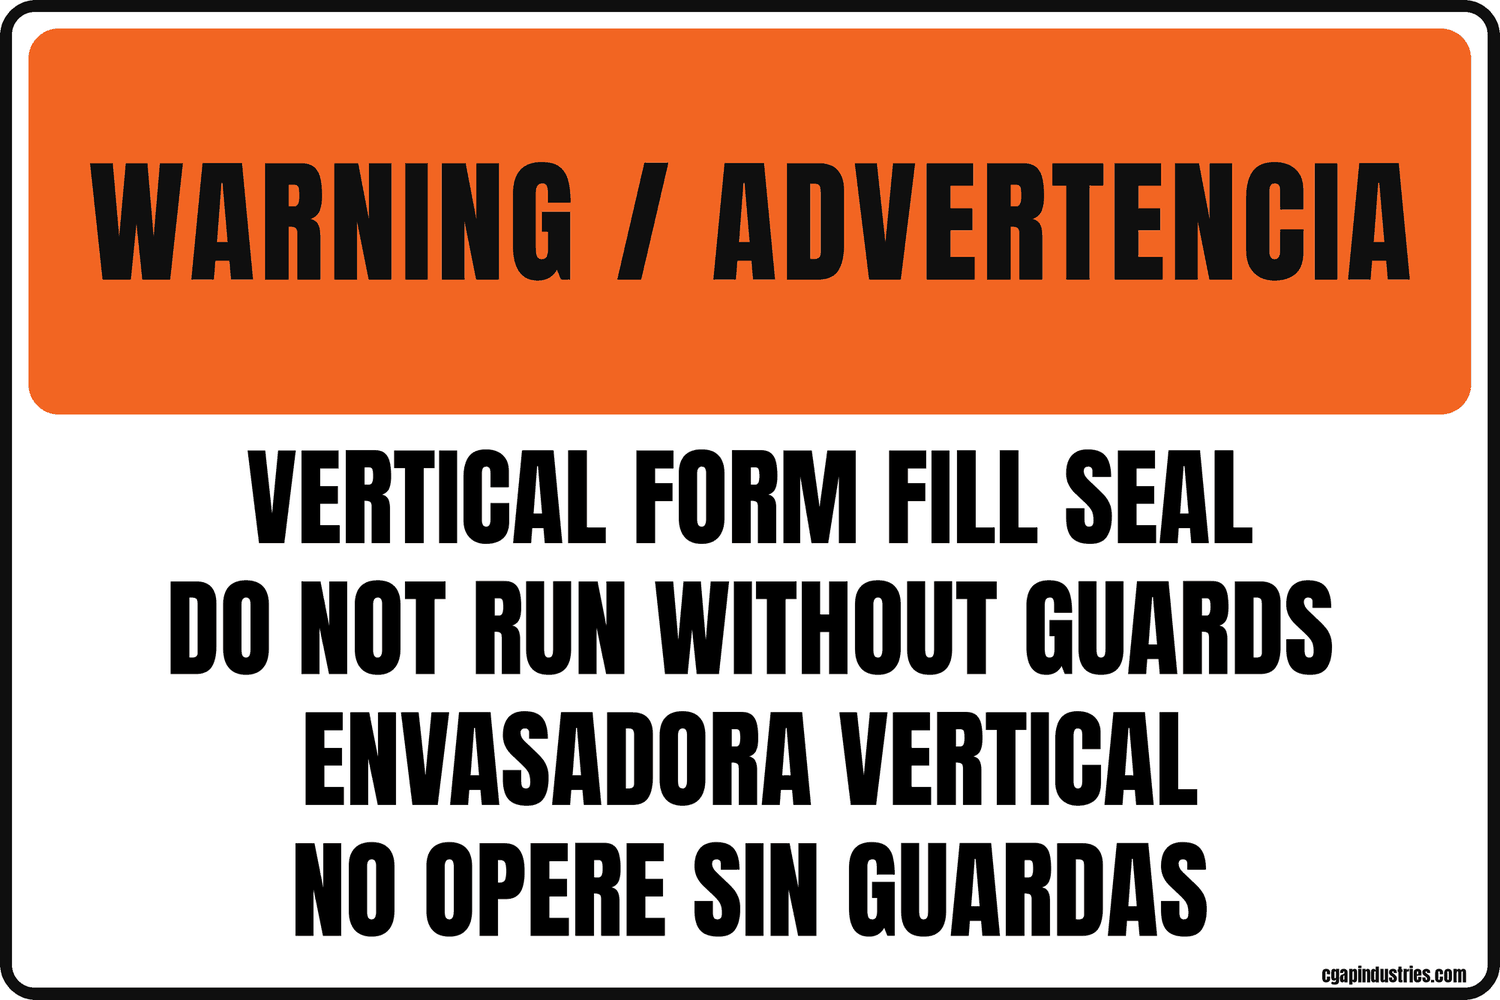 WARNING / ADVERTENCIA
VERTICAL FORM FILL SEAL
DO NOT RUN WITHOUT GUARDS
ENVASADORA VERTICAL
NO OPERE SIN GUARDAS
cgapindustries.com